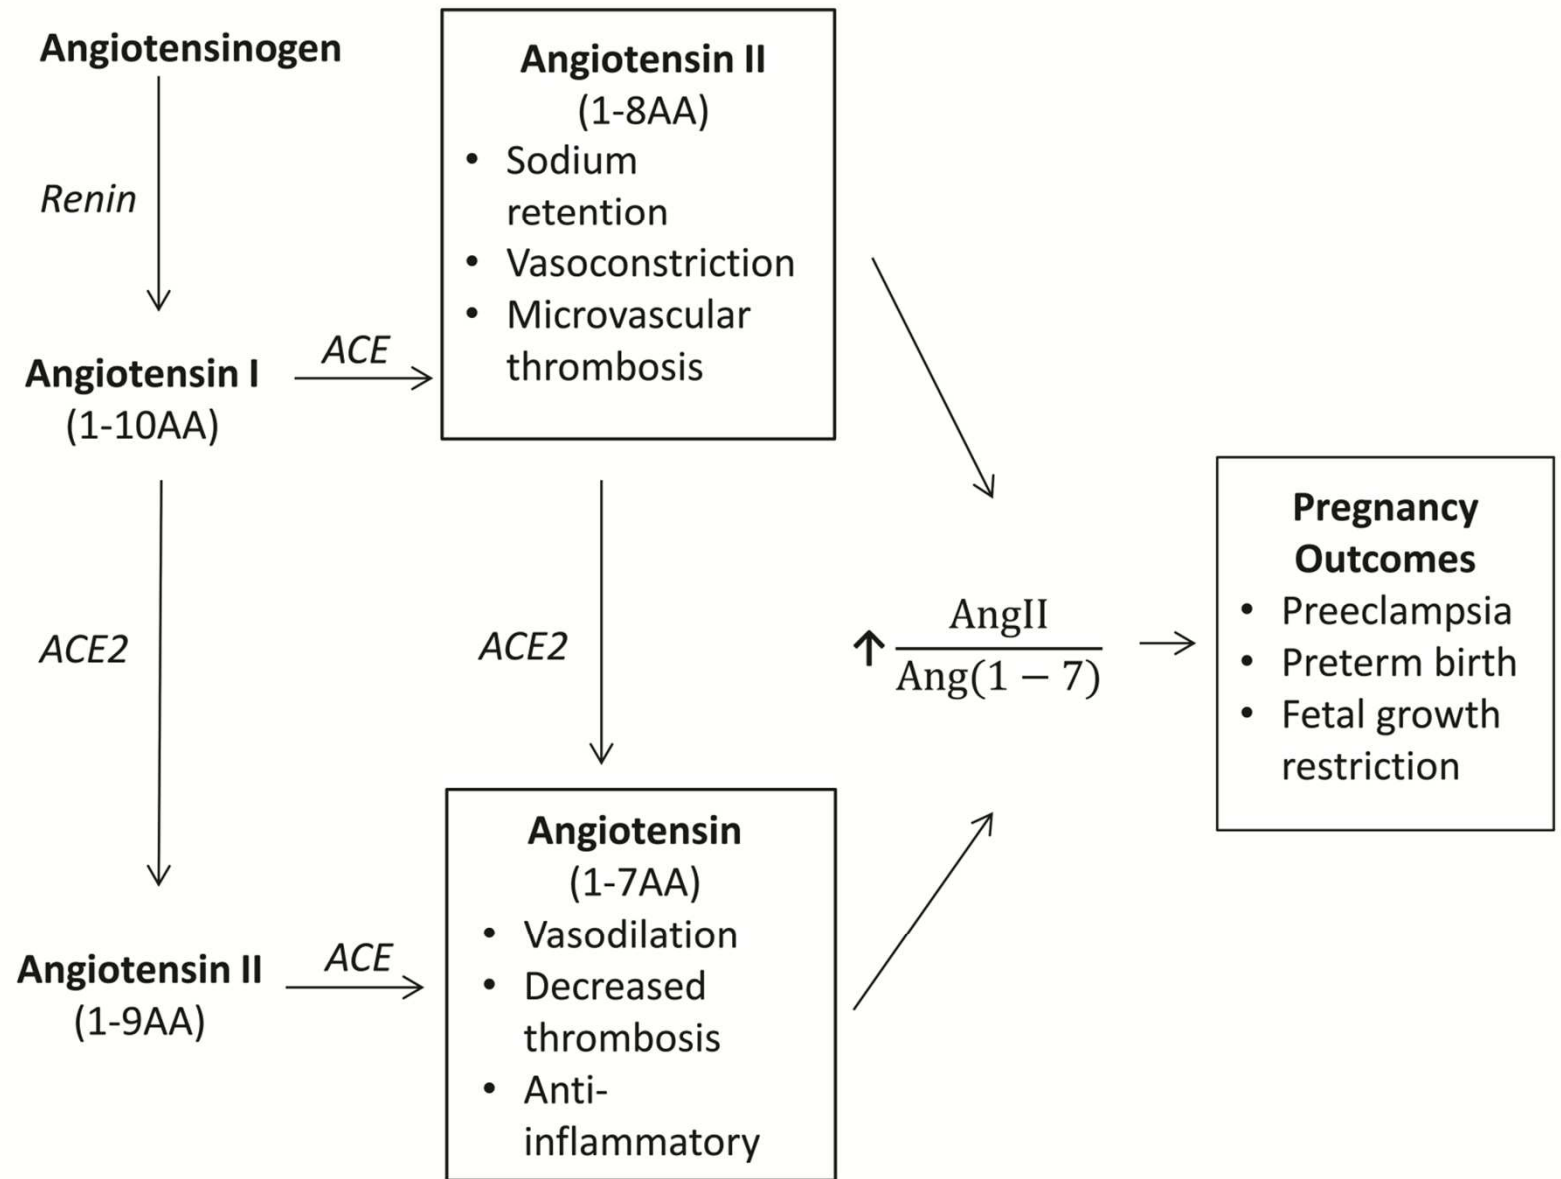 Angiotensinogen
Renin
Angiotensin I
(1-10AA)
ACE
Angiotensin II
(1-8AA)
• Sodium
retention
• Vasoconstriction
• Microvascular
thrombosis
ACE2
ACE2
Angiotensin II
(1-9AA)
ACE
Angiotensin
(1-7AA)
• Vasodilation
• Decreased
thrombosis
• Anti-
inflammatory
↑ AngII
Ang(1 − 7)
Pregnancy
Outcomes
• Preeclampsia
• Preterm birth
• Fetal growth
restriction